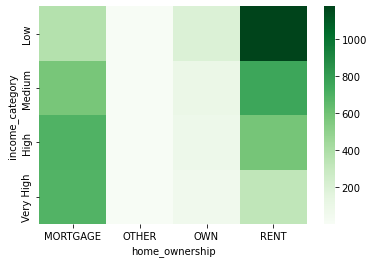 income_category
Low
Medium
High
Very High
MORTGAGE OTHER OWN RENT
home_ownership
1000
800
600
400
200